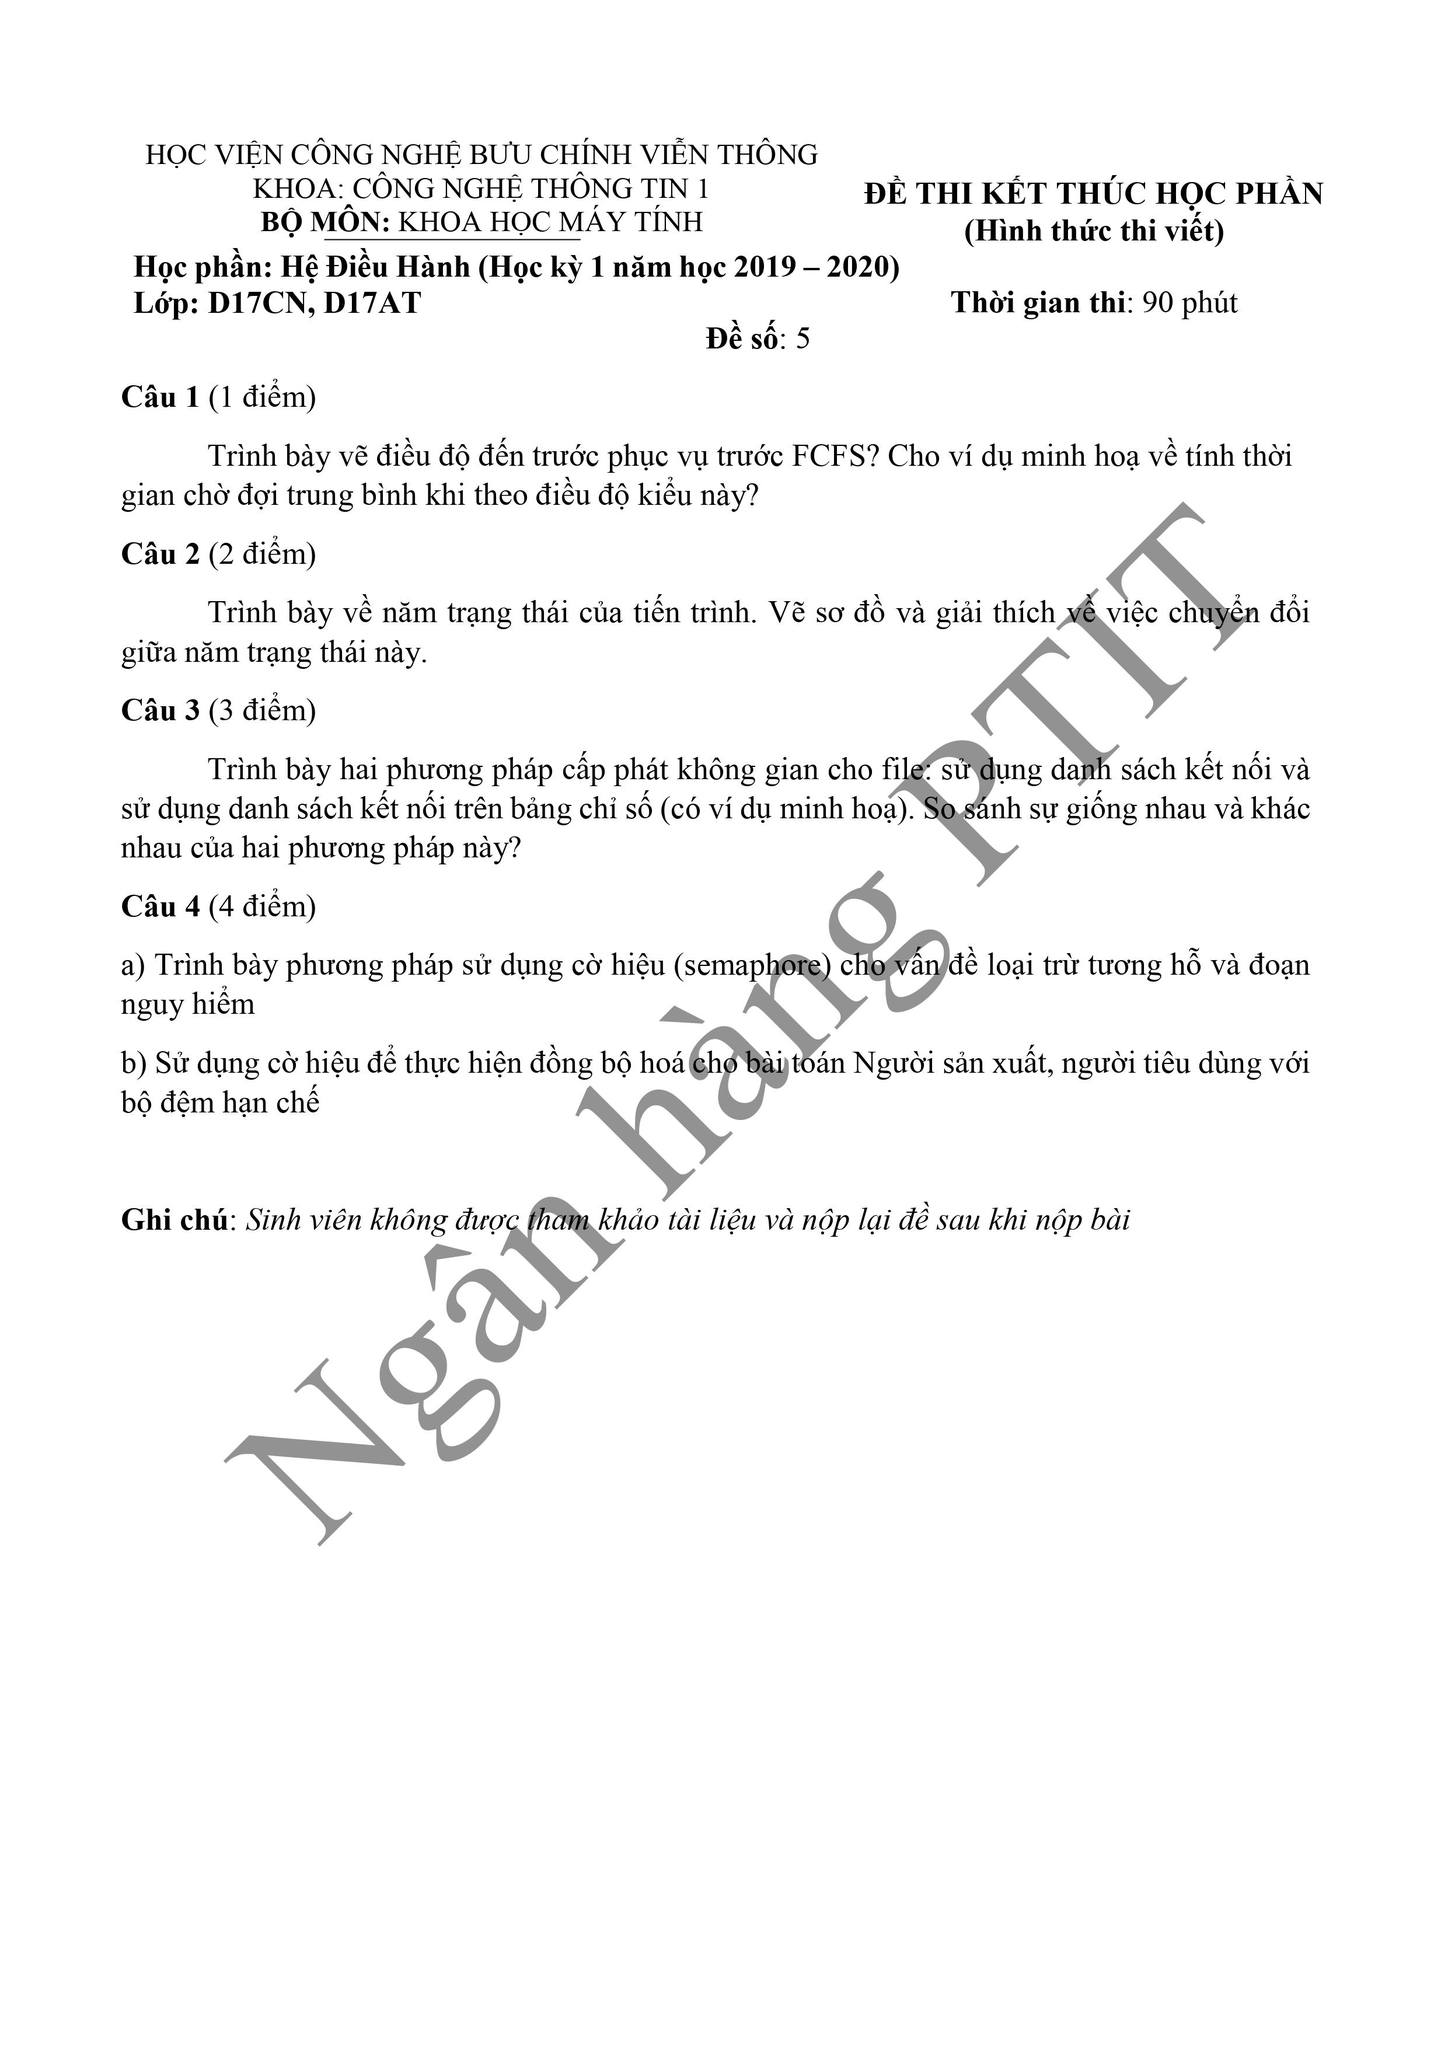 HỌC VIỆN CÔNG NGHỆ BƯU CHÍNH VIỄN THÔNG
KHOA: CÔNG NGHỆ THÔNG TIN 1
BỘ MÔN: KHOA HỌC MÁY TÍNH
ĐỀ THI KẾT THÚC HỌC PHẦN
(Hình thức thi viết)
Học phần: Hệ Điều Hành (Học kỳ 1 năm học 2019 – 2020)
Lớp: D17CN, D17AT
Thời gian thi: 90 phút
Đề số: 5
Câu 1 (1 điểm)
Trình bày vẽ điều độ đến trước phục vụ trước FCFS? Cho ví dụ minh hoạ về tính thời
gian chờ đợi trung bình khi theo điều độ kiểu này?
Câu 2 (2 điểm)
Trình bày về năm trạng thái của tiến trình. Vẽ sơ đồ và giải thích về việc chuyển đổi
giữa năm trạng thái này.
Câu 3 (3 điểm)
Trình bày hai phương pháp cấp phát không gian cho file: sử dụng danh sách kết nối và
sử dụng danh sách kết nối trên bảng chỉ số (có ví dụ minh hoạ). So sánh sự giống nhau và khác
nhau của hai phương pháp này?
Câu 4 (4 điểm)
a) Trình bày phương pháp sử dụng cờ hiệu (semaphore) cho vấn đề loại trừ tương hỗ và đoạn
nguy hiểm
b) Sử dụng cờ hiệu để thực hiện đồng bộ hoá cho bài toán Người sản xuất, người tiêu dùng với
bộ đệm hạn chế
Ghi chú: Sinh viên không được tham khảo tài liệu và nộp lại đề sau khi nộp bài
Ngân hàng PTIT